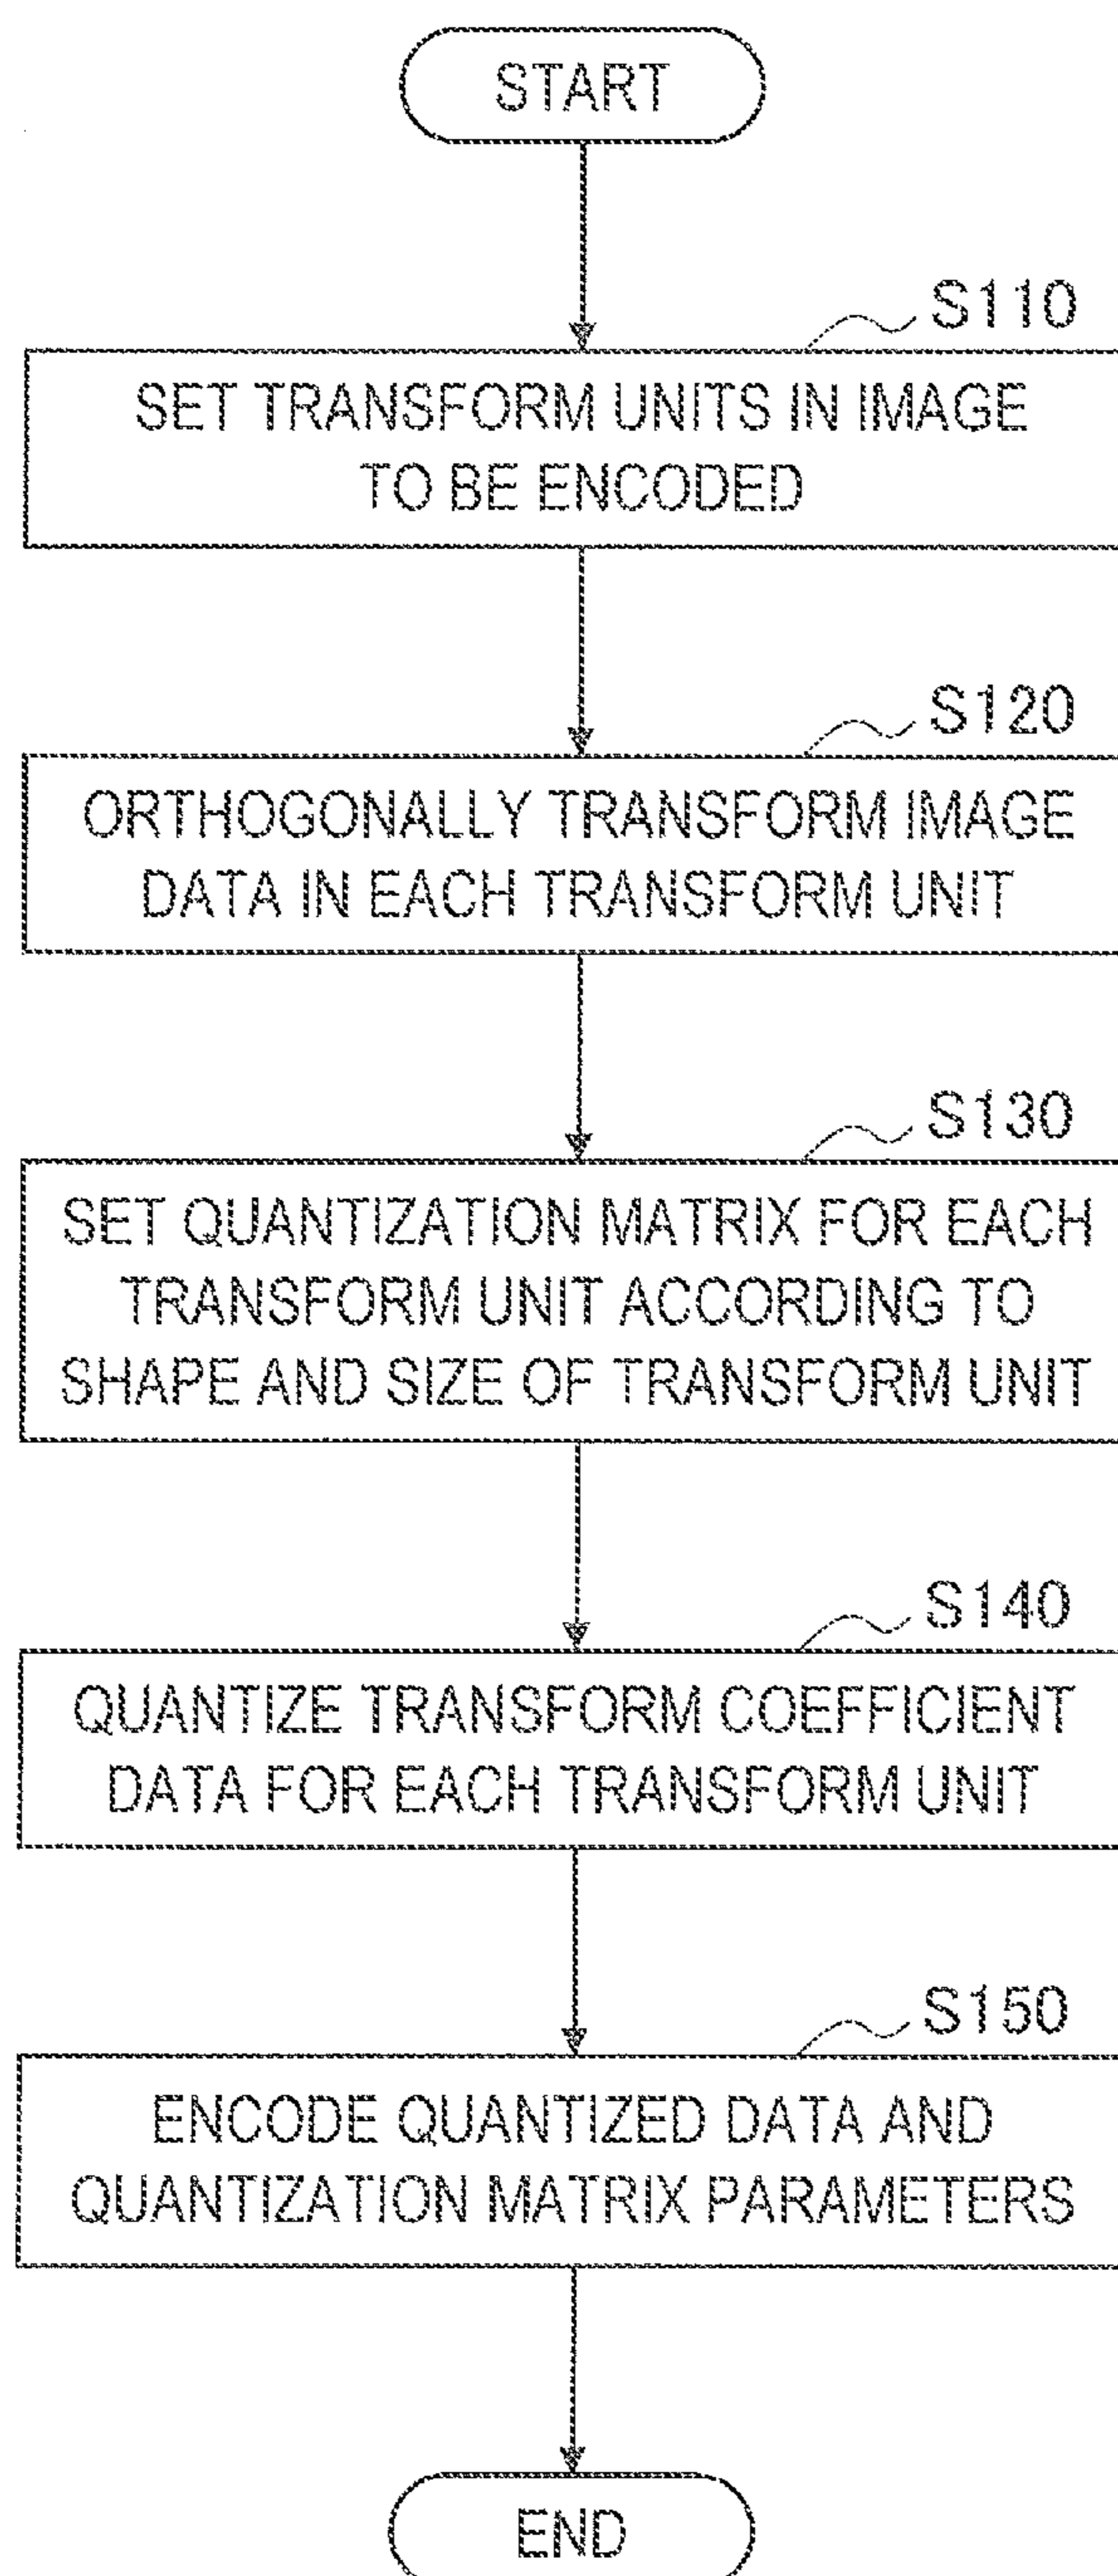 START
S110
SET TRANSFORM UNITS IN IMAGE
TO BE ENCODED
S120
ORTHOGONALLY TRANSFORM IMAGE
DATA IN EACH TRANSFORM UNIT
S130
SET QUANTIZATION MATRIX FOR EACH
TRANSFORM UNIT ACCORDING TO
SHAPE AND SIZE OF TRANSFORM UNIT
S140
QUANTIZE TRANSFORM COEFFICIENT
DATA FOR EACH TRANSFORM UNIT
S150
ENCODE QUANTIZED DATA AND
QUANTIZATION MATRIX PARAMETERS
END